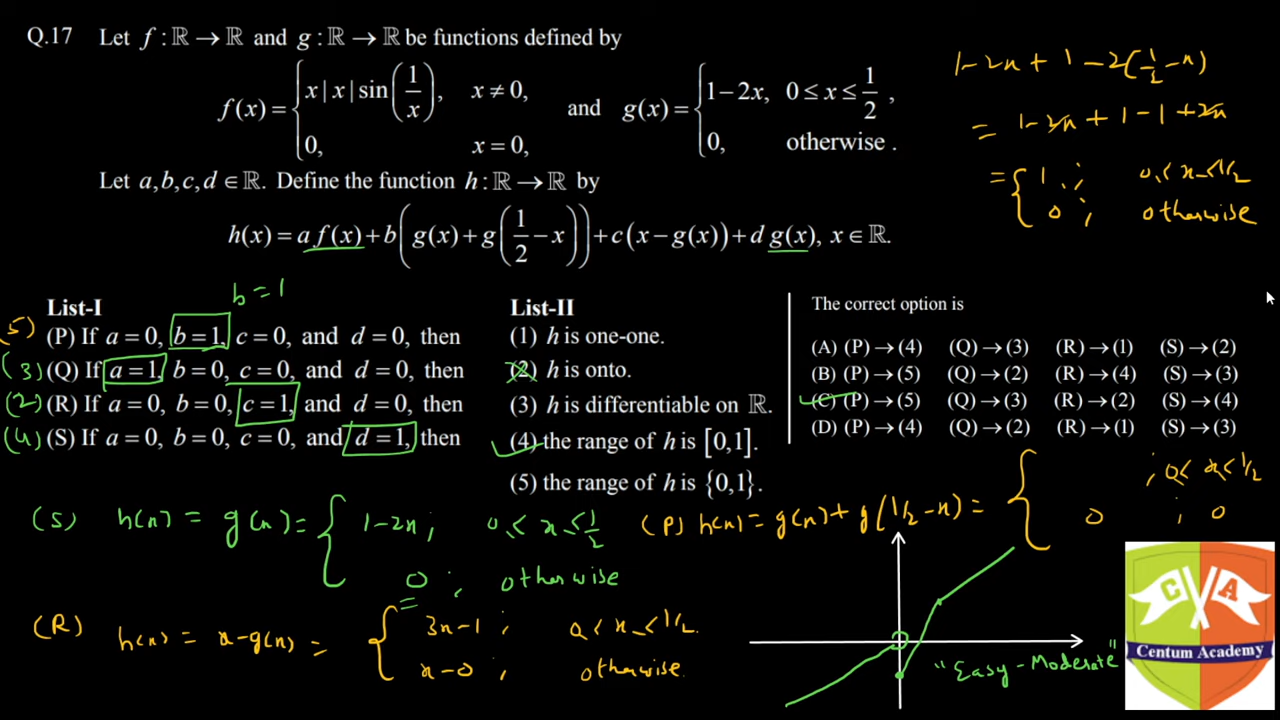 Q.17 Let f : ℝ → ℝ and g : ℝ → ℝ be functions defined by
f(x) = { x | x | sin(1/x), x ≠ 0, 0, x = 0, and g(x) = { 1 − 2x, 0 ≤ x ≤ 1/2 , 0, otherwise .
Let a, b, c, d ∈ ℝ. Define the function h : ℝ → ℝ by
h(x) = a f(x) + b( g(x) + g( 1/2 − x ) ) + c( x − g(x) ) + d g(x), x ∈ ℝ.
1-2x + 1 - 2(1/2 - x)
= 1-2x + 1 - 1 + 2x
= { 1 ; 0 ≤ x ≤ 1/2
0 ; otherwise
b = 1
List-I
(5) (P) If a = 0, b = 1, c = 0, and d = 0, then
(3) (Q) If a = 1, b = 0, c = 0, and d = 0, then
(2) (R) If a = 0, b = 0, c = 1, and d = 0, then
(4) (S) If a = 0, b = 0, c = 0, and d = 1, then
List-II
(1) h is one-one.
(2) h is onto.
(3) h is differentiable on ℝ.
(4) the range of h is [0,1].
(5) the range of h is {0,1}.
The correct option is
(A) (P) → (4) (Q) → (3) (R) → (1) (S) → (2)
(B) (P) → (5) (Q) → (2) (R) → (4) (S) → (3)
(C) (P) → (5) (Q) → (3) (R) → (2) (S) → (4)
(D) (P) → (4) (Q) → (2) (R) → (1) (S) → (3)
(S) h(x) = g(x) = { 1-2x ; 0 ≤ x ≤ 1/2
0 ; otherwise
(P) h(x) = g(x) + g(1/2 - x) = { ; 0 ≤ x ≤ 1/2
0 ; 0
(R) h(x) = x - g(x) = { 3x-1 ; 0 ≤ x ≤ 1/2.
x-0 ; otherwise.
"Easy - Moderate"
C A
Centum Academy